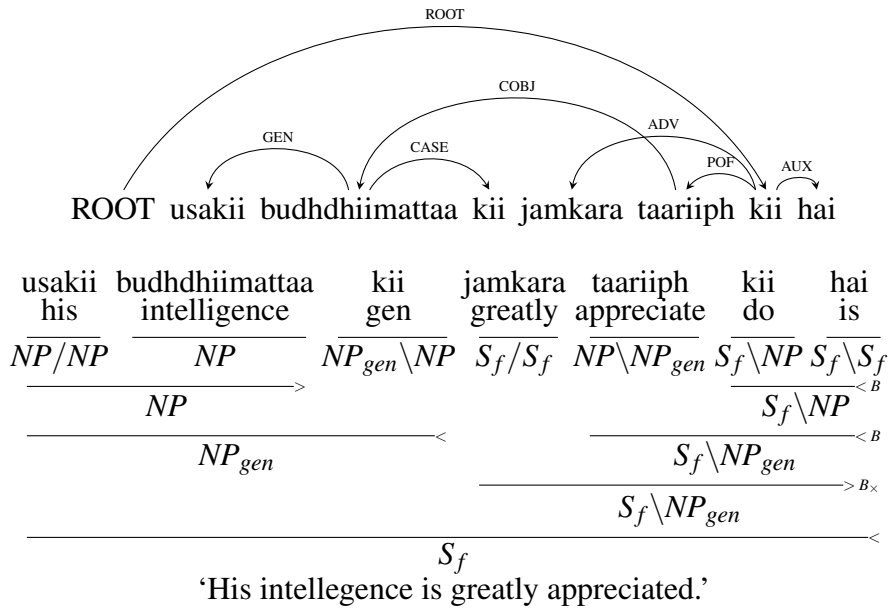 ROOT
COBJ
GEN CASE ADV POF AUX
ROOT usakii budhdhiimattaa kii jamkara taariiph kii hai
usakii budhdhiimattaa kii jamkara taariiph kii hai
his intelligence gen greatly appreciate do is
NP/NP NP NP_gen\NP S_f/S_f NP\NP_gen S_f\NP S_f\S_f
> < B
NP S_f\NP
< < B
NP_gen S_f\NP_gen
> B×
S_f\NP_gen
<
S_f
‘His intellegence is greatly appreciated.’